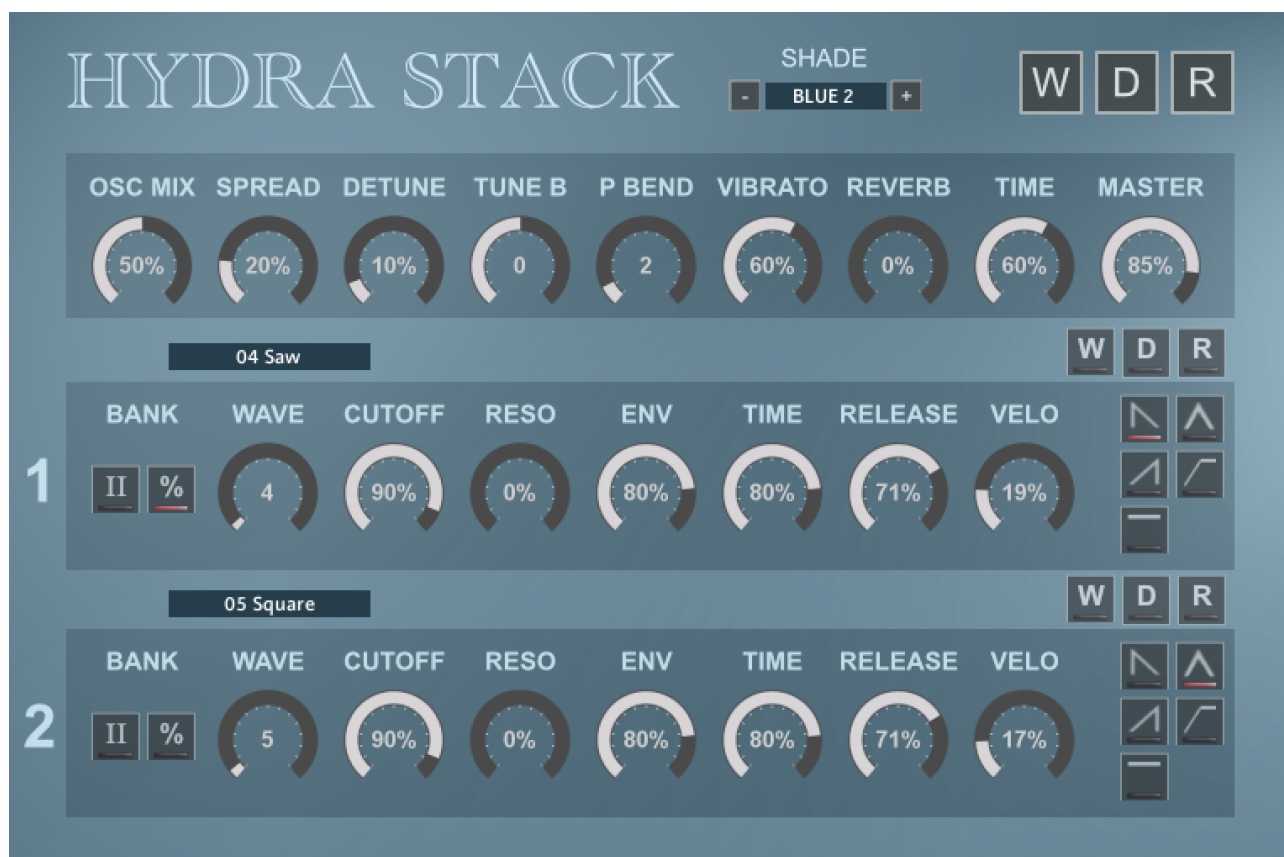 HYDRA STACK
SHADE
- BLUE 2 +
W D R
OSC MIX SPREAD DETUNE TUNE B P BEND VIBRATO REVERB TIME MASTER
50% 20% 10% 0 2 60% 0% 60% 85%
04 Saw
W D R
BANK WAVE CUTOFF RESO ENV TIME RELEASE VELO
1 II % 4 90% 0% 80% 80% 71% 19%
05 Square
W D R
BANK WAVE CUTOFF RESO ENV TIME RELEASE VELO
2 II % 5 90% 0% 80% 80% 71% 17%